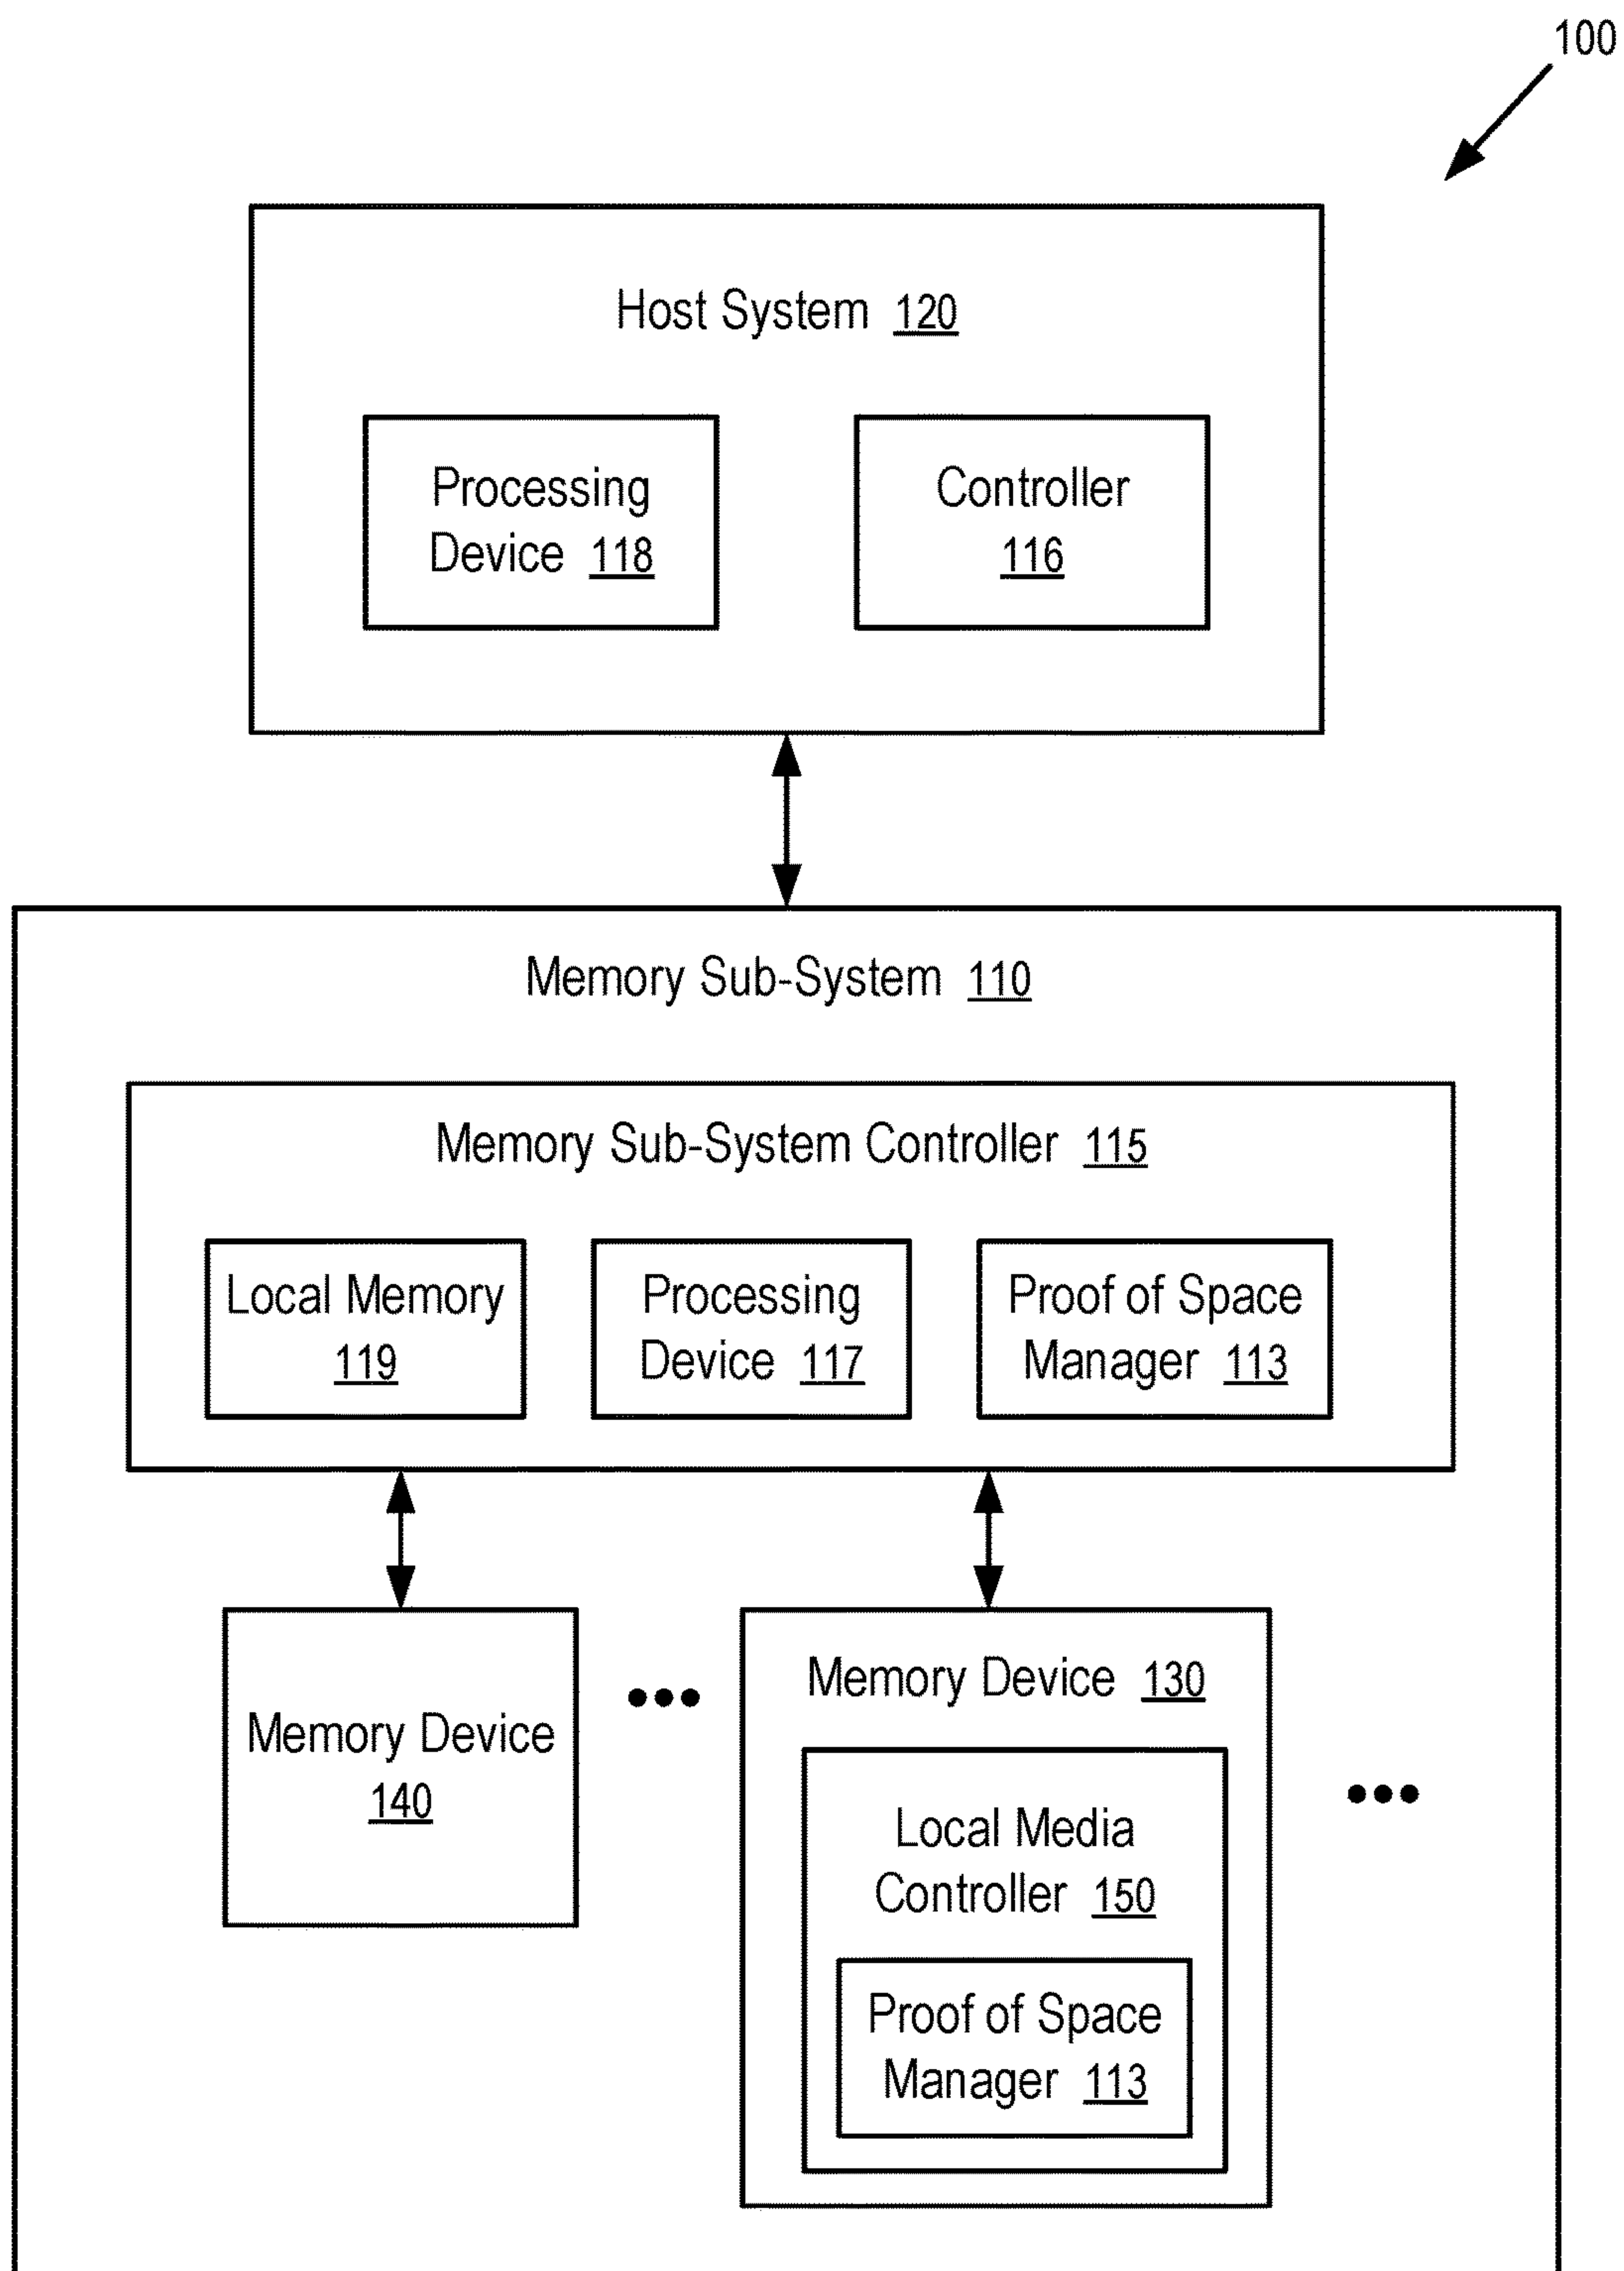 100
Host System 120
Processing
Device 118
Controller
116
Memory Sub-System 110
Memory Sub-System Controller 115
Local Memory
119
Processing
Device 117
Proof of Space
Manager 113
Memory Device
140
Memory Device 130
Local Media
Controller 150
Proof of Space
Manager 113